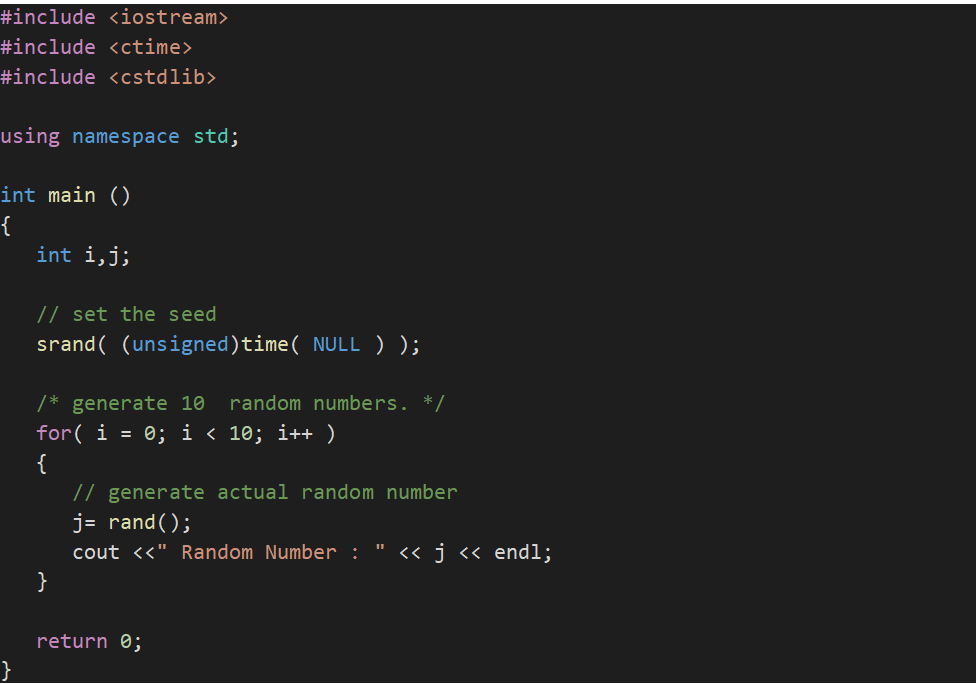 #include <iostream>
#include <ctime>
#include <cstdlib>
using namespace std;
int main ()
{
   int i,j;
   // set the seed
   srand( (unsigned)time( NULL ) );
   /* generate 10  random numbers. */
   for( i = 0; i < 10; i++ )
   {
      // generate actual random number
      j= rand();
      cout <<" Random Number : " << j << endl;
   }
   return 0;
}